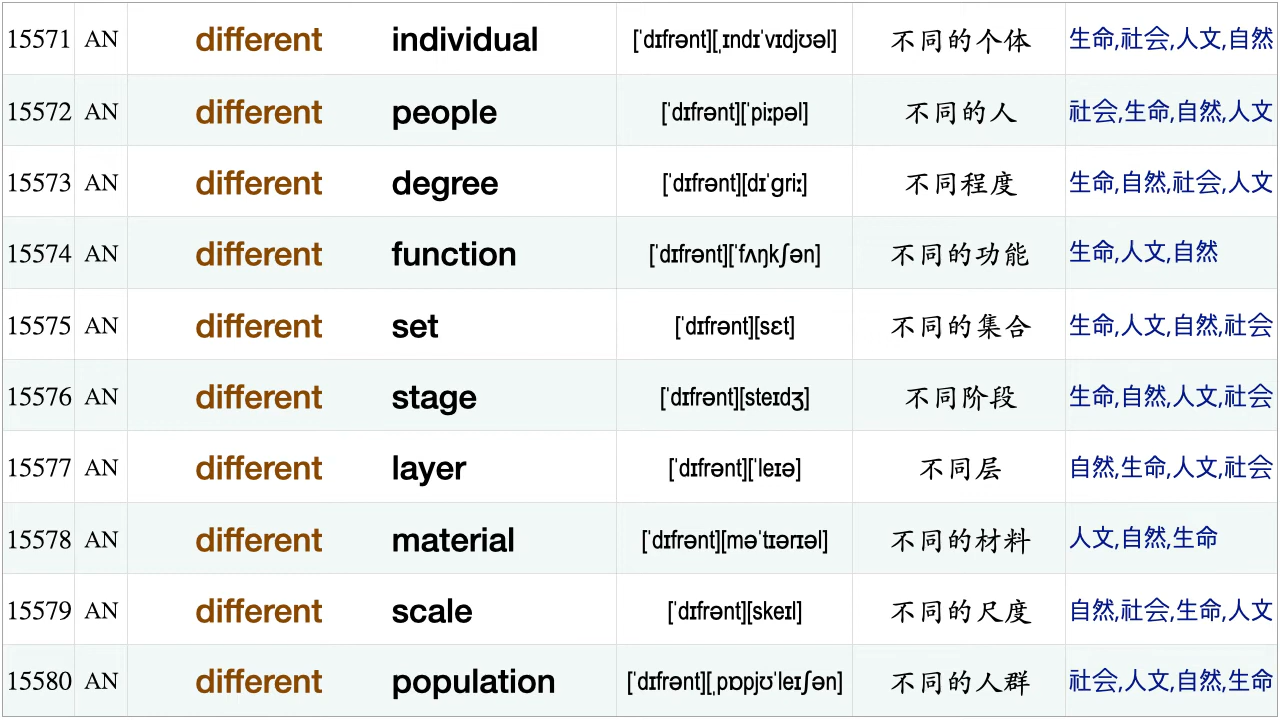 15571 AN different individual [ˈdɪfrənt][ˌɪndɪˈvɪdjʊəl] 不同的个体 生命,社会,人文,自然
15572 AN different people [ˈdɪfrənt][ˈpiːpəl] 不同的人 社会,生命,自然,人文
15573 AN different degree [ˈdɪfrənt][dɪˈɡriː] 不同程度 生命,自然,社会,人文
15574 AN different function [ˈdɪfrənt][ˈfʌŋkʃən] 不同的功能 生命,人文,自然
15575 AN different set [ˈdɪfrənt][sɛt] 不同的集合 生命,人文,自然,社会
15576 AN different stage [ˈdɪfrənt][steɪdʒ] 不同阶段 生命,自然,人文,社会
15577 AN different layer [ˈdɪfrənt][ˈleɪə] 不同层 自然,生命,人文,社会
15578 AN different material [ˈdɪfrənt][məˈtɪərɪəl] 不同的材料 人文,自然,生命
15579 AN different scale [ˈdɪfrənt][skeɪl] 不同的尺度 自然,社会,生命,人文
15580 AN different population [ˈdɪfrənt][ˌpɒpjʊˈleɪʃən] 不同的人群 社会,人文,自然,生命